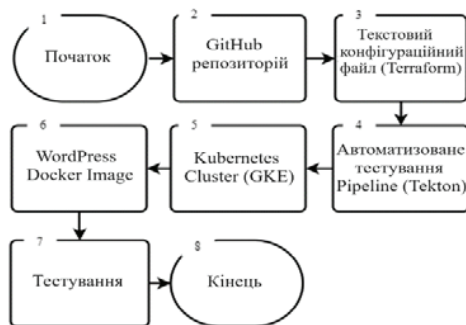 1
Початок
2
GitHub
репозиторій
3
Текстовий
конфігураційний
файл (Terraform)
4
Автоматизоване
тестування
Pipeline (Tekton)
5
Kubernetes
Cluster (GKE)
6
WordPress
Docker Image
7
Тестування
8
Кінець